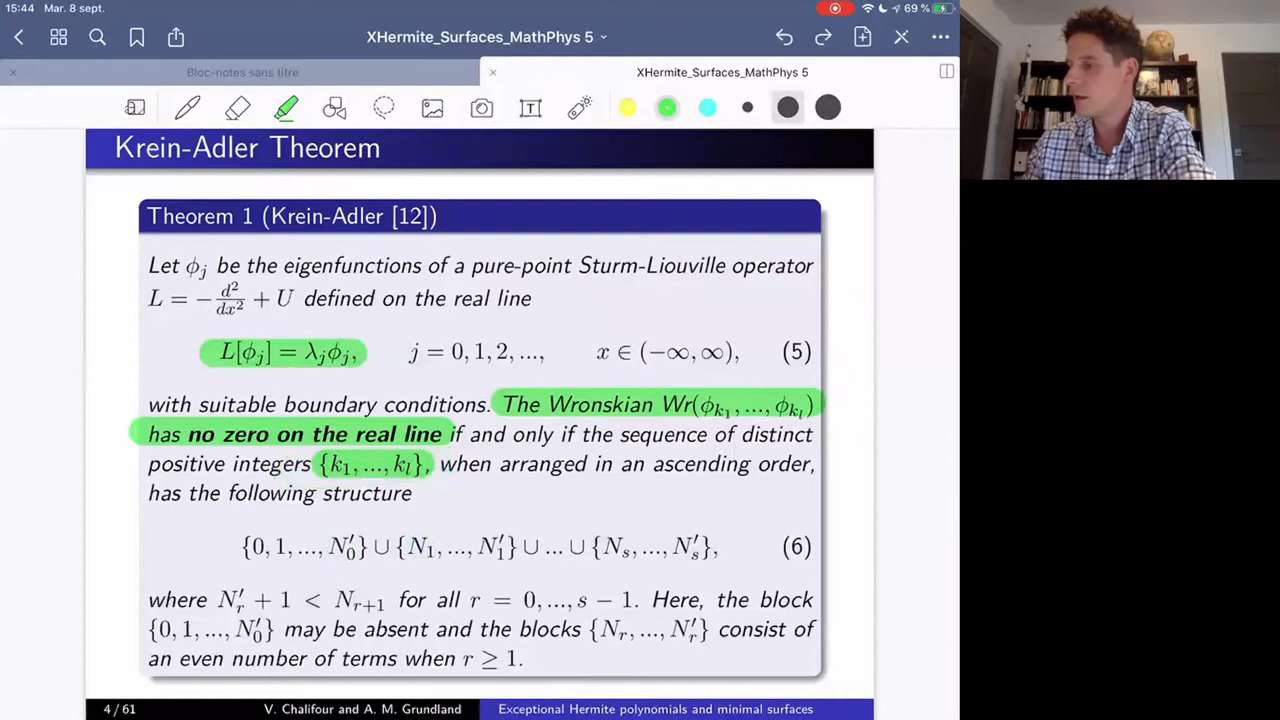 15:44 Mar. 8 sept. 69 %
XHermite_Surfaces_MathPhys 5
Bloc-notes sans titre
XHermite_Surfaces_MathPhys 5
Krein-Adler Theorem
Theorem 1 (Krein-Adler [12])
Let ϕ_j be the eigenfunctions of a pure-point Sturm-Liouville operator
L = −d²/dx² + U defined on the real line
L[ϕ_j] = λ_jϕ_j, j = 0, 1, 2, ..., x ∈ (−∞, ∞), (5)
with suitable boundary conditions. The Wronskian Wr(ϕ_{k_1}, ..., ϕ_{k_l})
has no zero on the real line if and only if the sequence of distinct
positive integers {k_1, ..., k_l}, when arranged in an ascending order,
has the following structure
{0, 1, ..., N′_0} ∪ {N_1, ..., N′_1} ∪ ... ∪ {N_s, ..., N′_s}, (6)
where N′_r + 1 < N_{r+1} for all r = 0, ..., s − 1. Here, the block
{0, 1, ..., N′_0} may be absent and the blocks {N_r, ..., N′_r} consist of
an even number of terms when r ≥ 1.
4 / 61 V. Chalifour and A. M. Grundland Exceptional Hermite polynomials and minimal surfaces